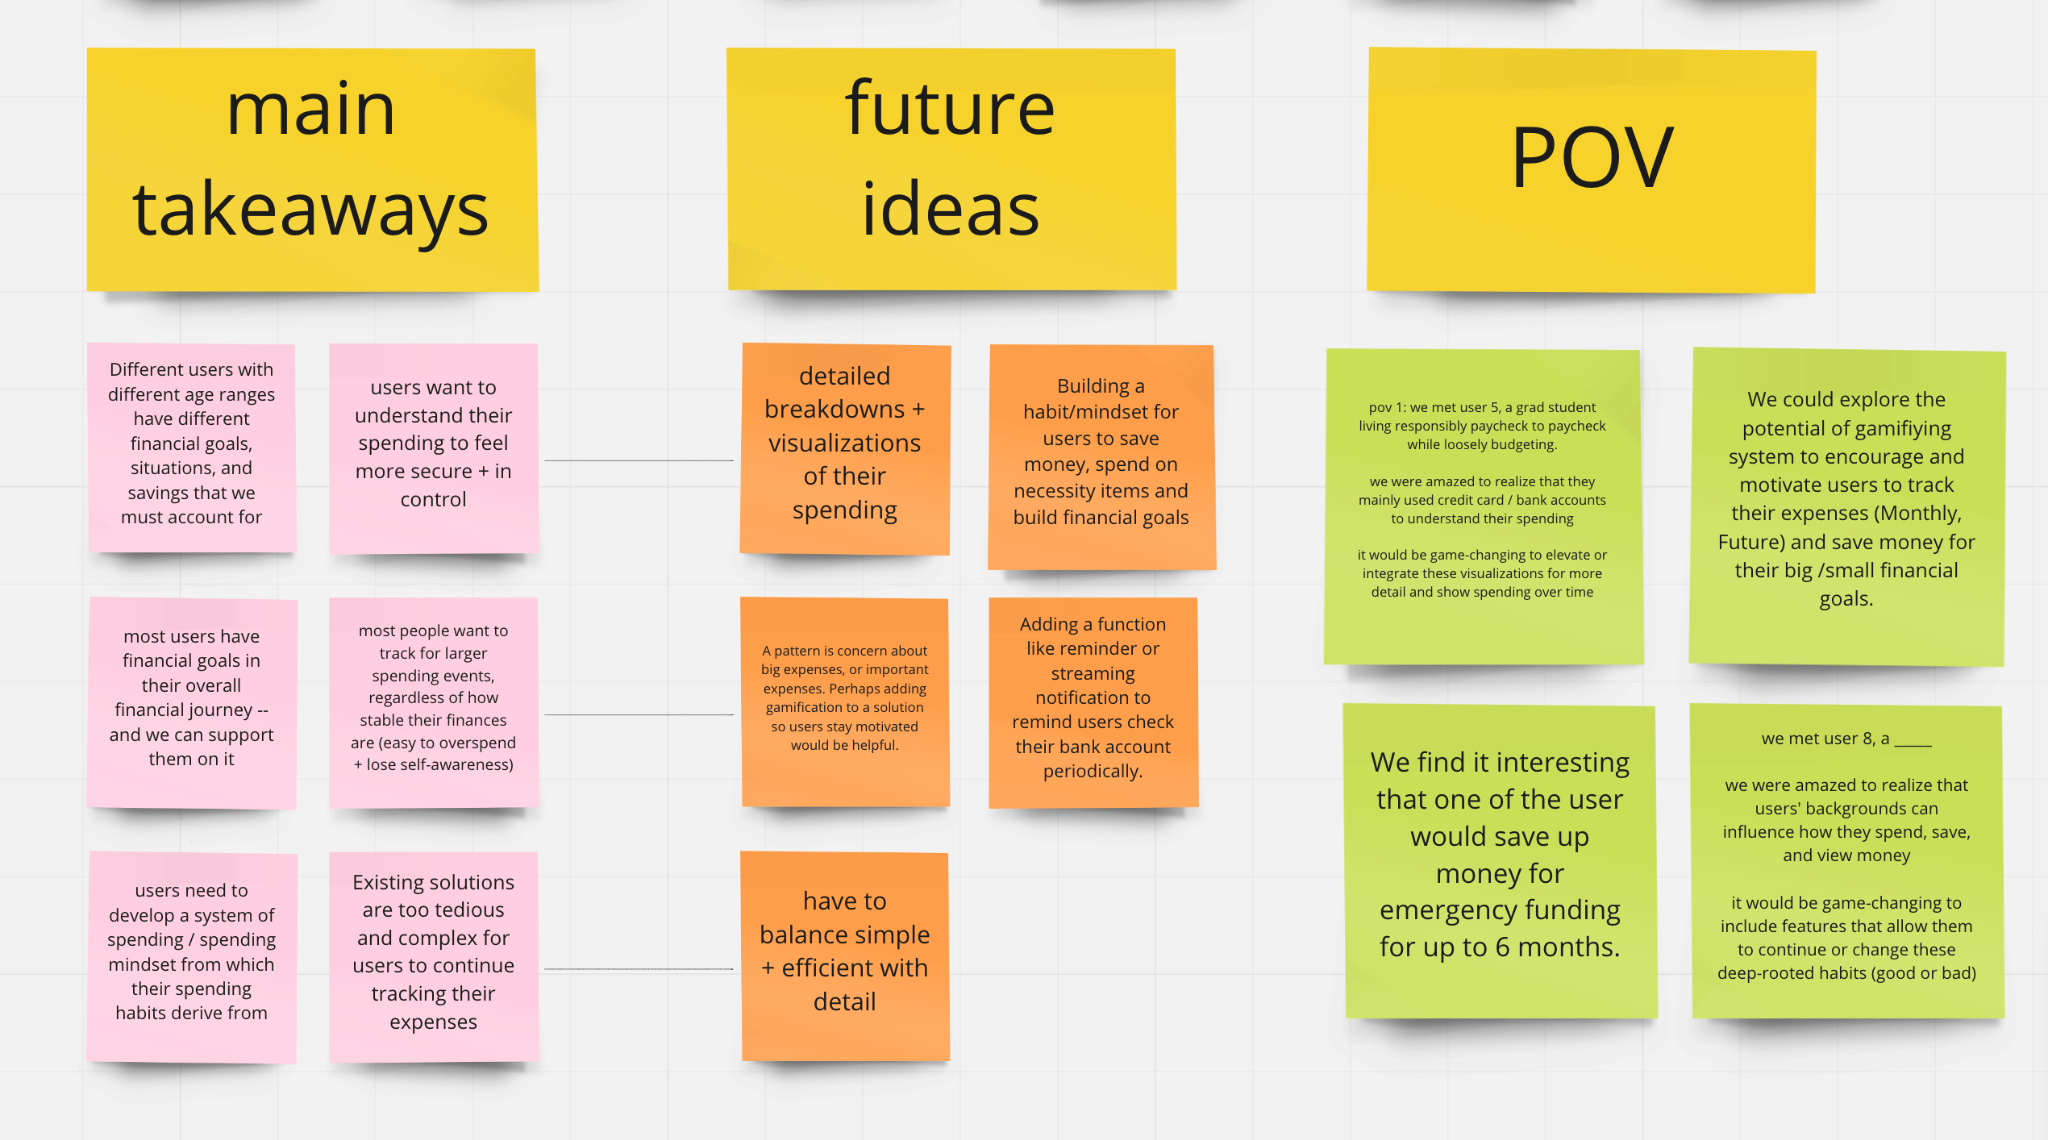 main
takeaways
future
ideas
POV
Different users with
different age ranges
have different
financial goals,
situations, and
savings that we
must account for
users want to
understand their
spending to feel
more secure + in
control
most users have
financial goals in
their overall
financial journey --
and we can support
them on it
most people want to
track for larger
spending events,
regardless of how
stable their finances
are (easy to overspend
+ lose self-awareness)
users need to
develop a system of
spending / spending
mindset from which
their spending
habits derive from
Existing solutions
are too tedious
and complex for
users to continue
tracking their
expenses
detailed
breakdowns +
visualizations
of their
spending
Building a
habit/mindset for
users to save
money, spend on
necessity items and
build financial goals
A pattern is concern about
big expenses, or important
expenses. Perhaps adding
gamification to a solution
so users stay motivated
would be helpful.
Adding a function
like reminder or
streaming
notification to
remind users check
their bank account
periodically.
have to
balance simple
+ efficient with
detail
pov 1: we met user 5, a grad student
living responsibly paycheck to paycheck
while loosely budgeting.
we were amazed to realize that they
mainly used credit card / bank accounts
to understand their spending
it would be game-changing to elevate or
integrate these visualizations for more
detail and show spending over time
We could explore the
potential of gamifiying
system to encourage and
motivate users to track
their expenses (Monthly,
Future) and save money for
their big /small financial
goals.
We find it interesting
that one of the user
would save up
money for
emergency funding
for up to 6 months.
we met user 8, a _____
we were amazed to realize that
users' backgrounds can
influence how they spend, save,
and view money
it would be game-changing to
include features that allow them
to continue or change these
deep-rooted habits (good or bad)